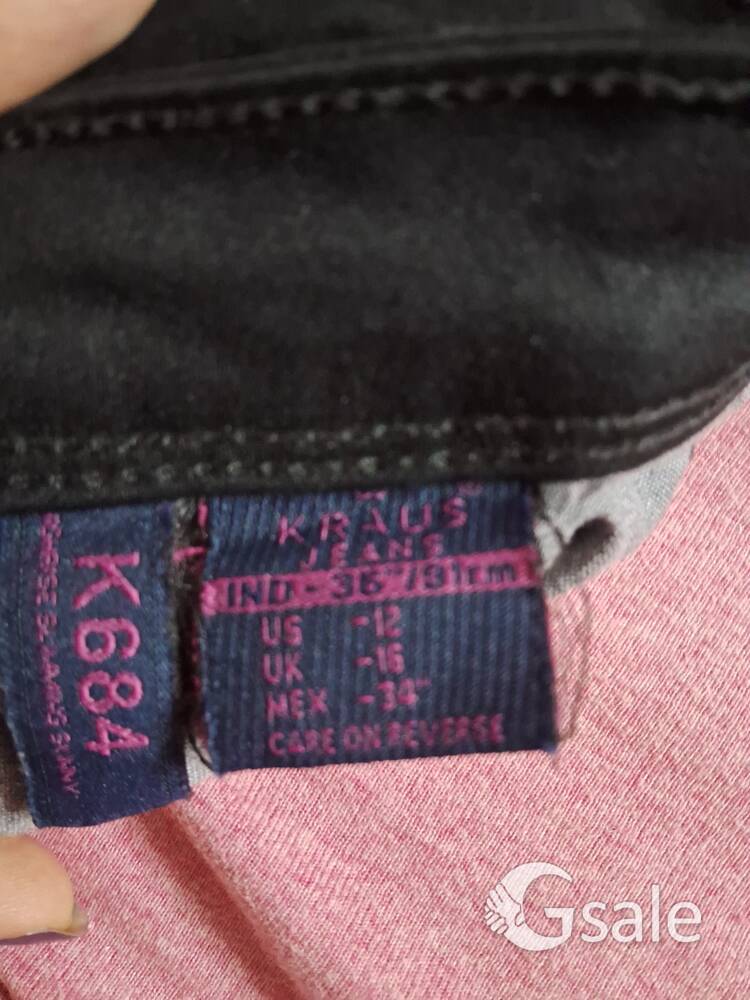 K684
KRAUS
JEANS
IND - 36"/91cm
US -12
UK -16
MEX -34"
CARE ON REVERSE
Gsale